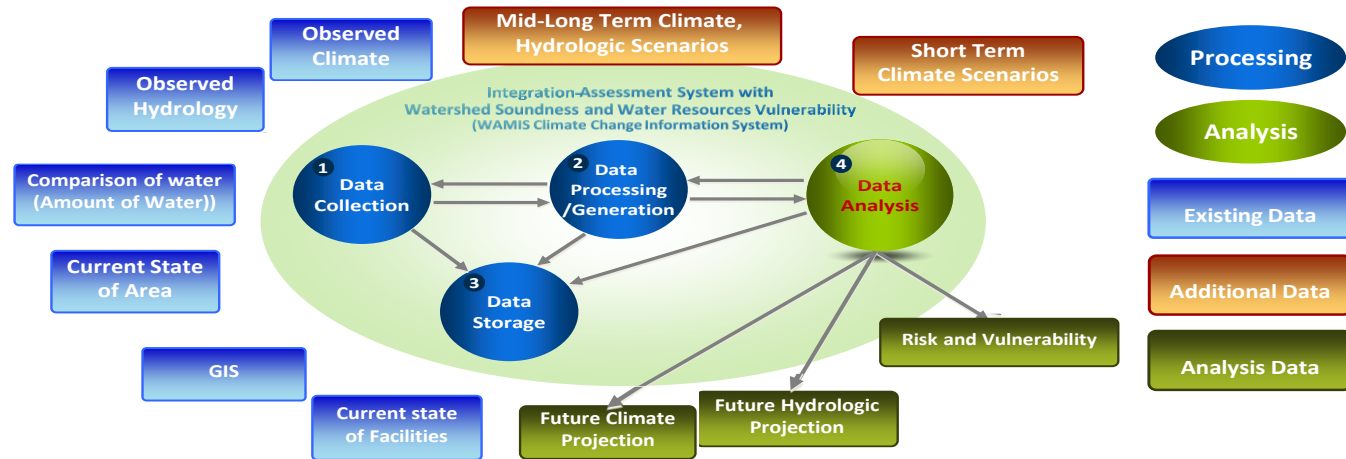 Observed
Climate
Mid-Long Term Climate,
Hydrologic Scenarios
Short Term
Climate Scenarios
Observed
Hydrology
Comparison of water
(Amount of Water))
Current State
of Area
GIS
Current state
of Facilities
Integration-Assessment System with
Watershed Soundness and Water Resources Vulnerability
(WAMIS Climate Change Information System)
1
Data
Collection
2
Data
Processing
/Generation
3
Data
Storage
4
Data
Analysis
Future Climate
Projection
Future Hydrologic
Projection
Risk and Vulnerability
Processing
Analysis
Existing Data
Additional Data
Analysis Data